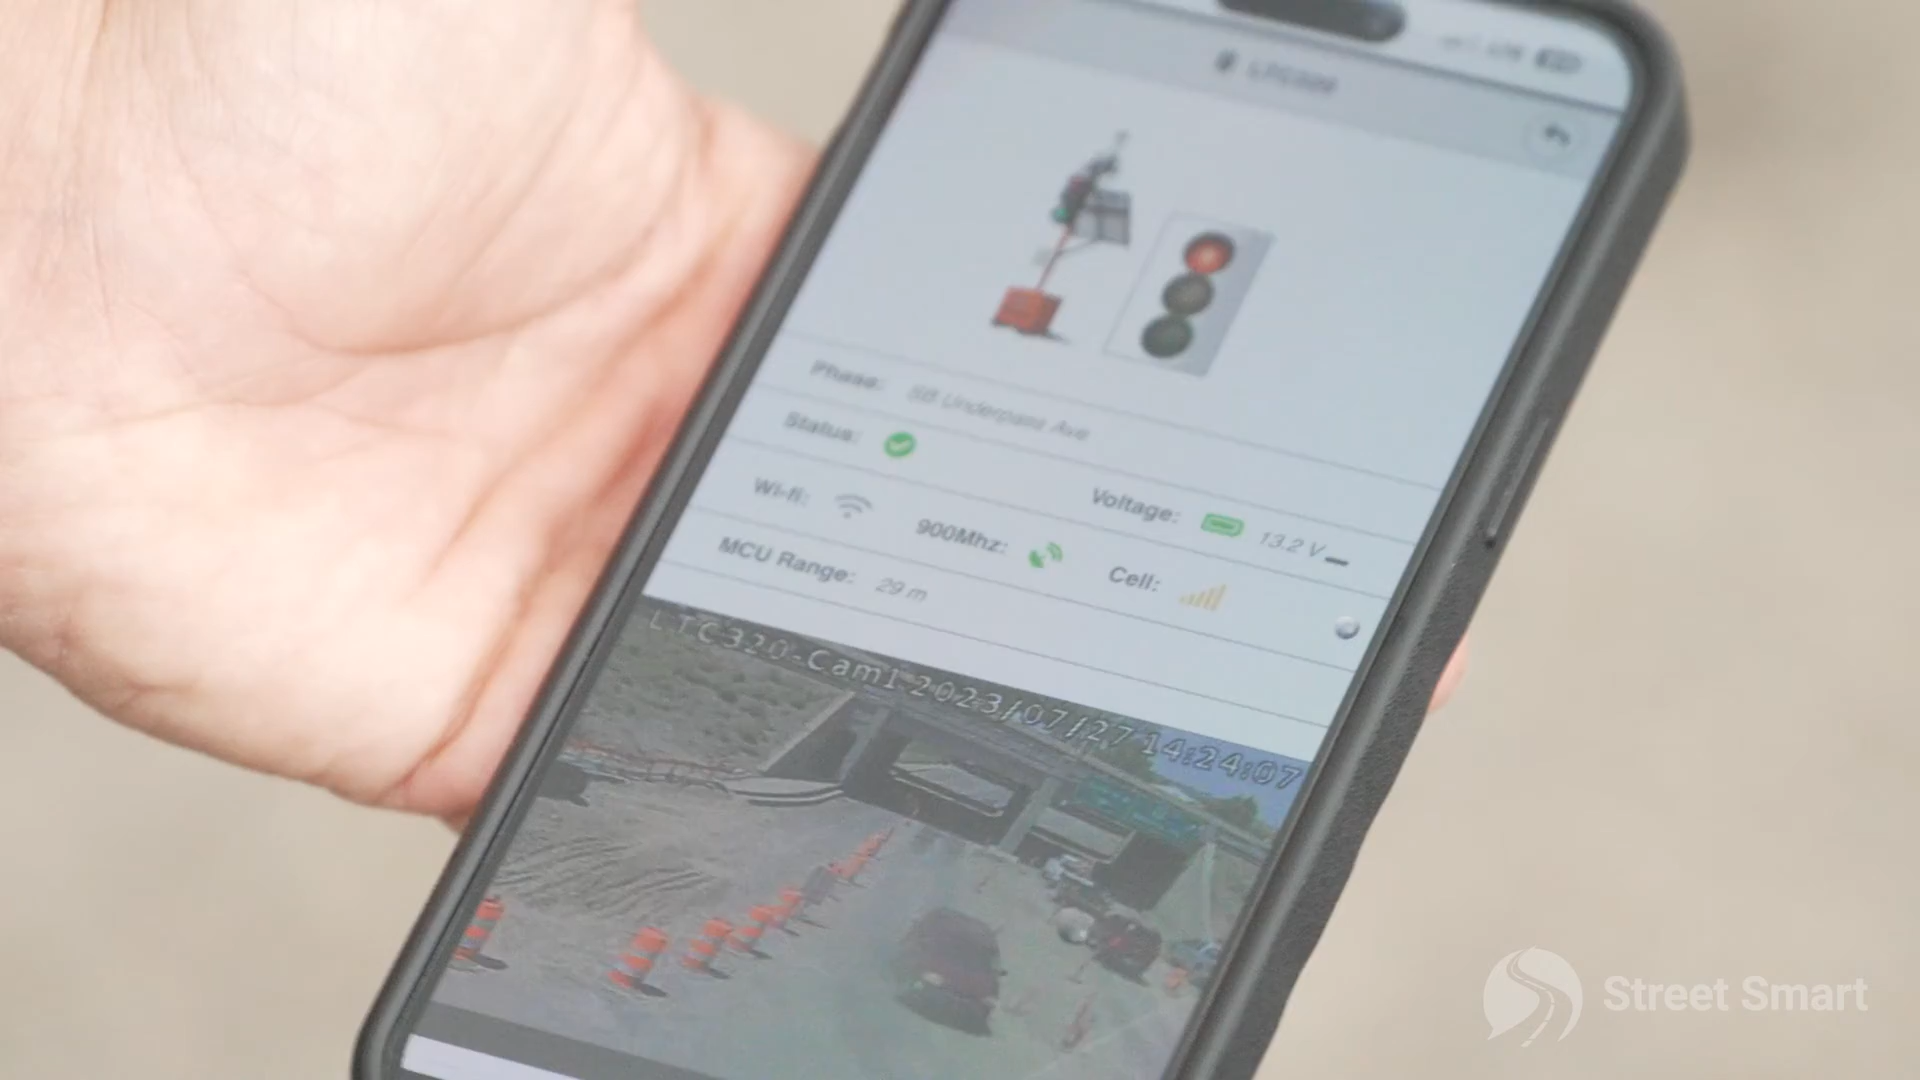 LTE
Phase: SB Underpass Ave
Status:
Voltage: 13.2 V
Wi-fi: 900Mhz: Cell:
MCU Range: 29 m
LTC320-Cam1 2023/07/27 14:24:07
Street Smart